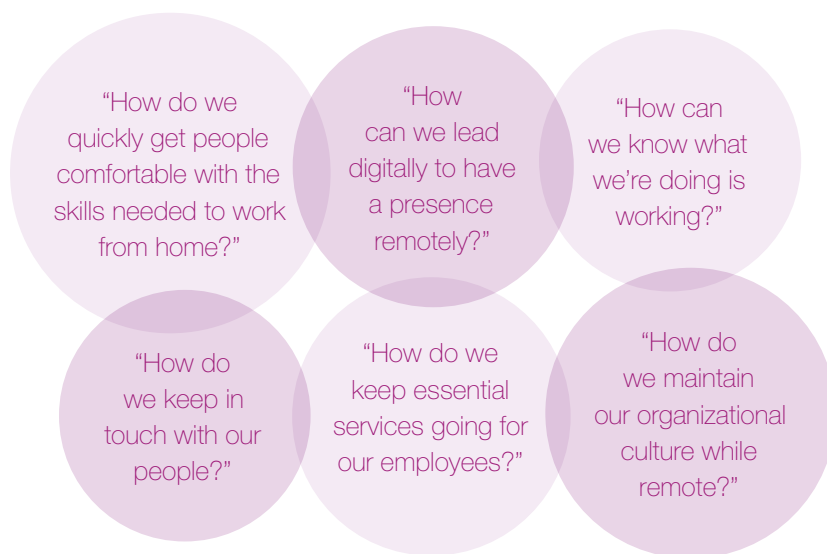 “How do we
quickly get people
comfortable with the
skills needed to work
from home?”
“How
can we lead
digitally to have
a presence
remotely?”
“How can
we know what
we’re doing is
working?”
“How do
we keep in
touch with our
people?”
“How do we
keep essential
services going for
our employees?”
“How do
we maintain
our organizational
culture while
remote?”